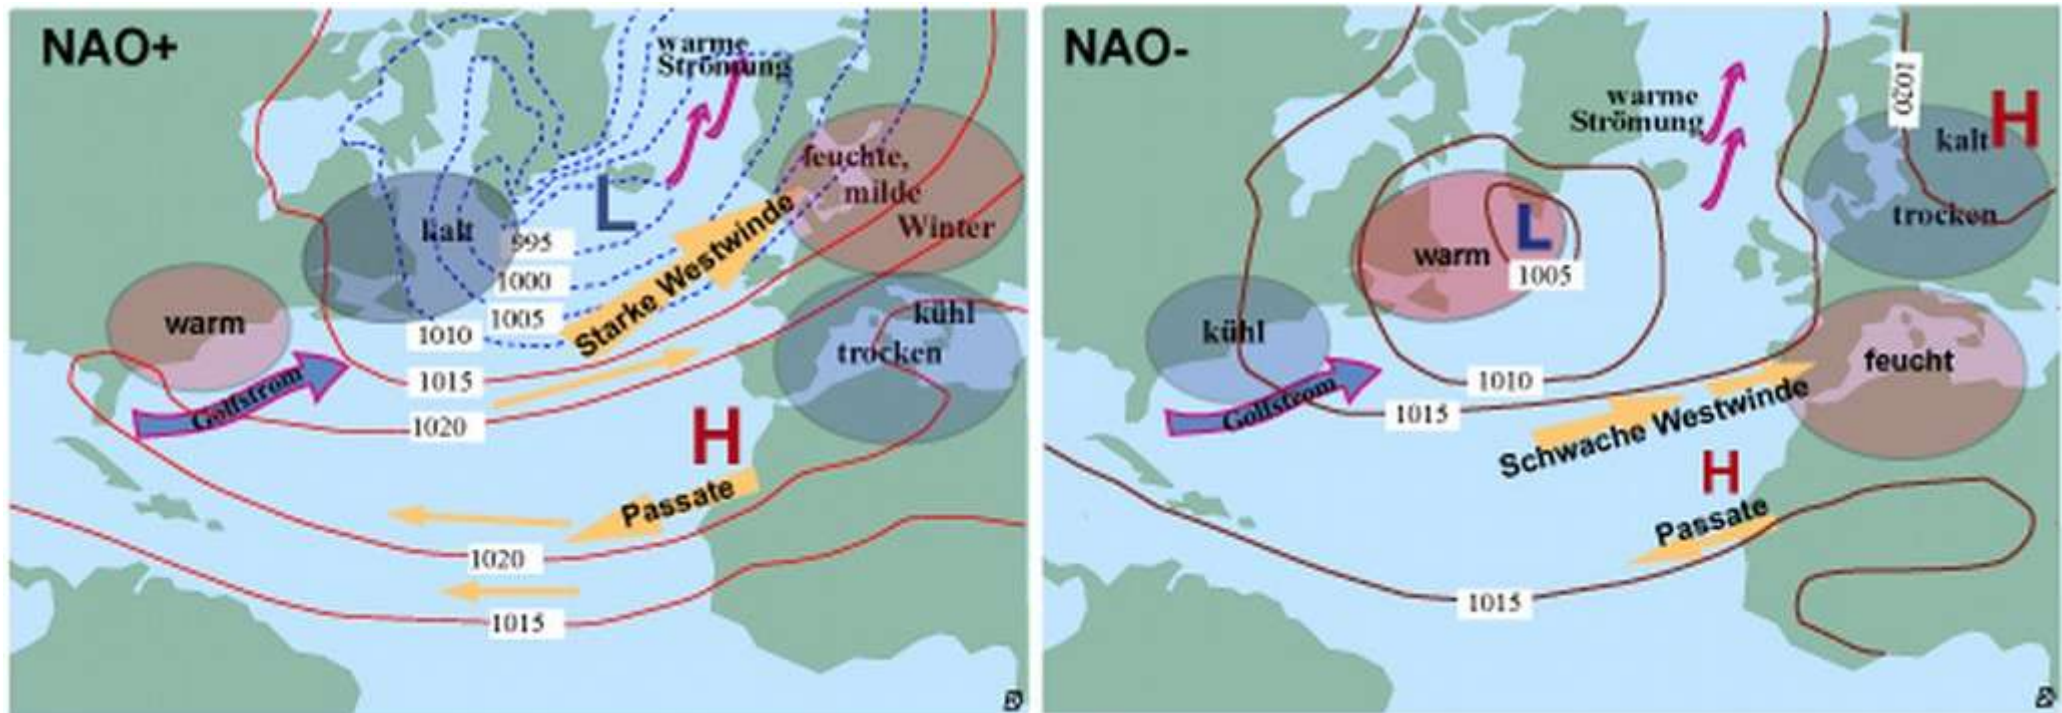 NAO+
warme
Strömung
feuchte,
milde
Winter
L
kalt
995
1000
1005
1010
Starke Westwinde
kühl
trocken
warm
Golfstrom
1015
1020
H
Passate
1020
1015
NAO-
1020
H
warme
Strömung
kalt
trocken
L
warm
1005
kühl
feucht
Golfstrom
1010
1015
Schwache Westwinde
H
Passate
1015